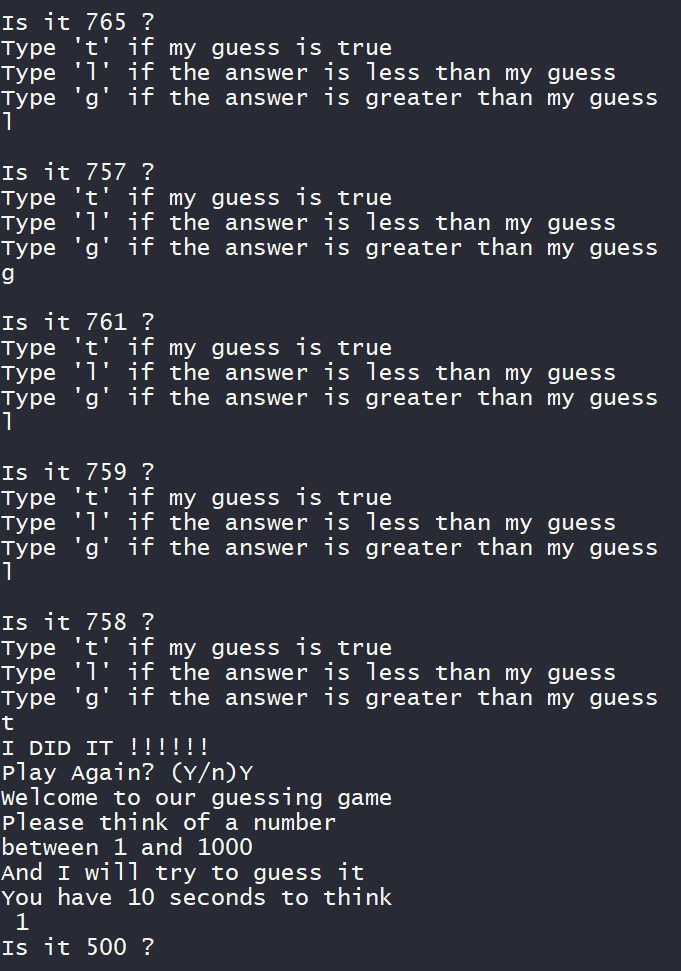 Is it 765 ?
Type 't' if my guess is true
Type 'l' if the answer is less than my guess
Type 'g' if the answer is greater than my guess
l

Is it 757 ?
Type 't' if my guess is true
Type 'l' if the answer is less than my guess
Type 'g' if the answer is greater than my guess
g

Is it 761 ?
Type 't' if my guess is true
Type 'l' if the answer is less than my guess
Type 'g' if the answer is greater than my guess
l

Is it 759 ?
Type 't' if my guess is true
Type 'l' if the answer is less than my guess
Type 'g' if the answer is greater than my guess
l

Is it 758 ?
Type 't' if my guess is true
Type 'l' if the answer is less than my guess
Type 'g' if the answer is greater than my guess
t
I DID IT !!!!!!
Play Again? (Y/n)Y
Welcome to our guessing game
Please think of a number
between 1 and 1000
And I will try to guess it
You have 10 seconds to think
 1
Is it 500 ?